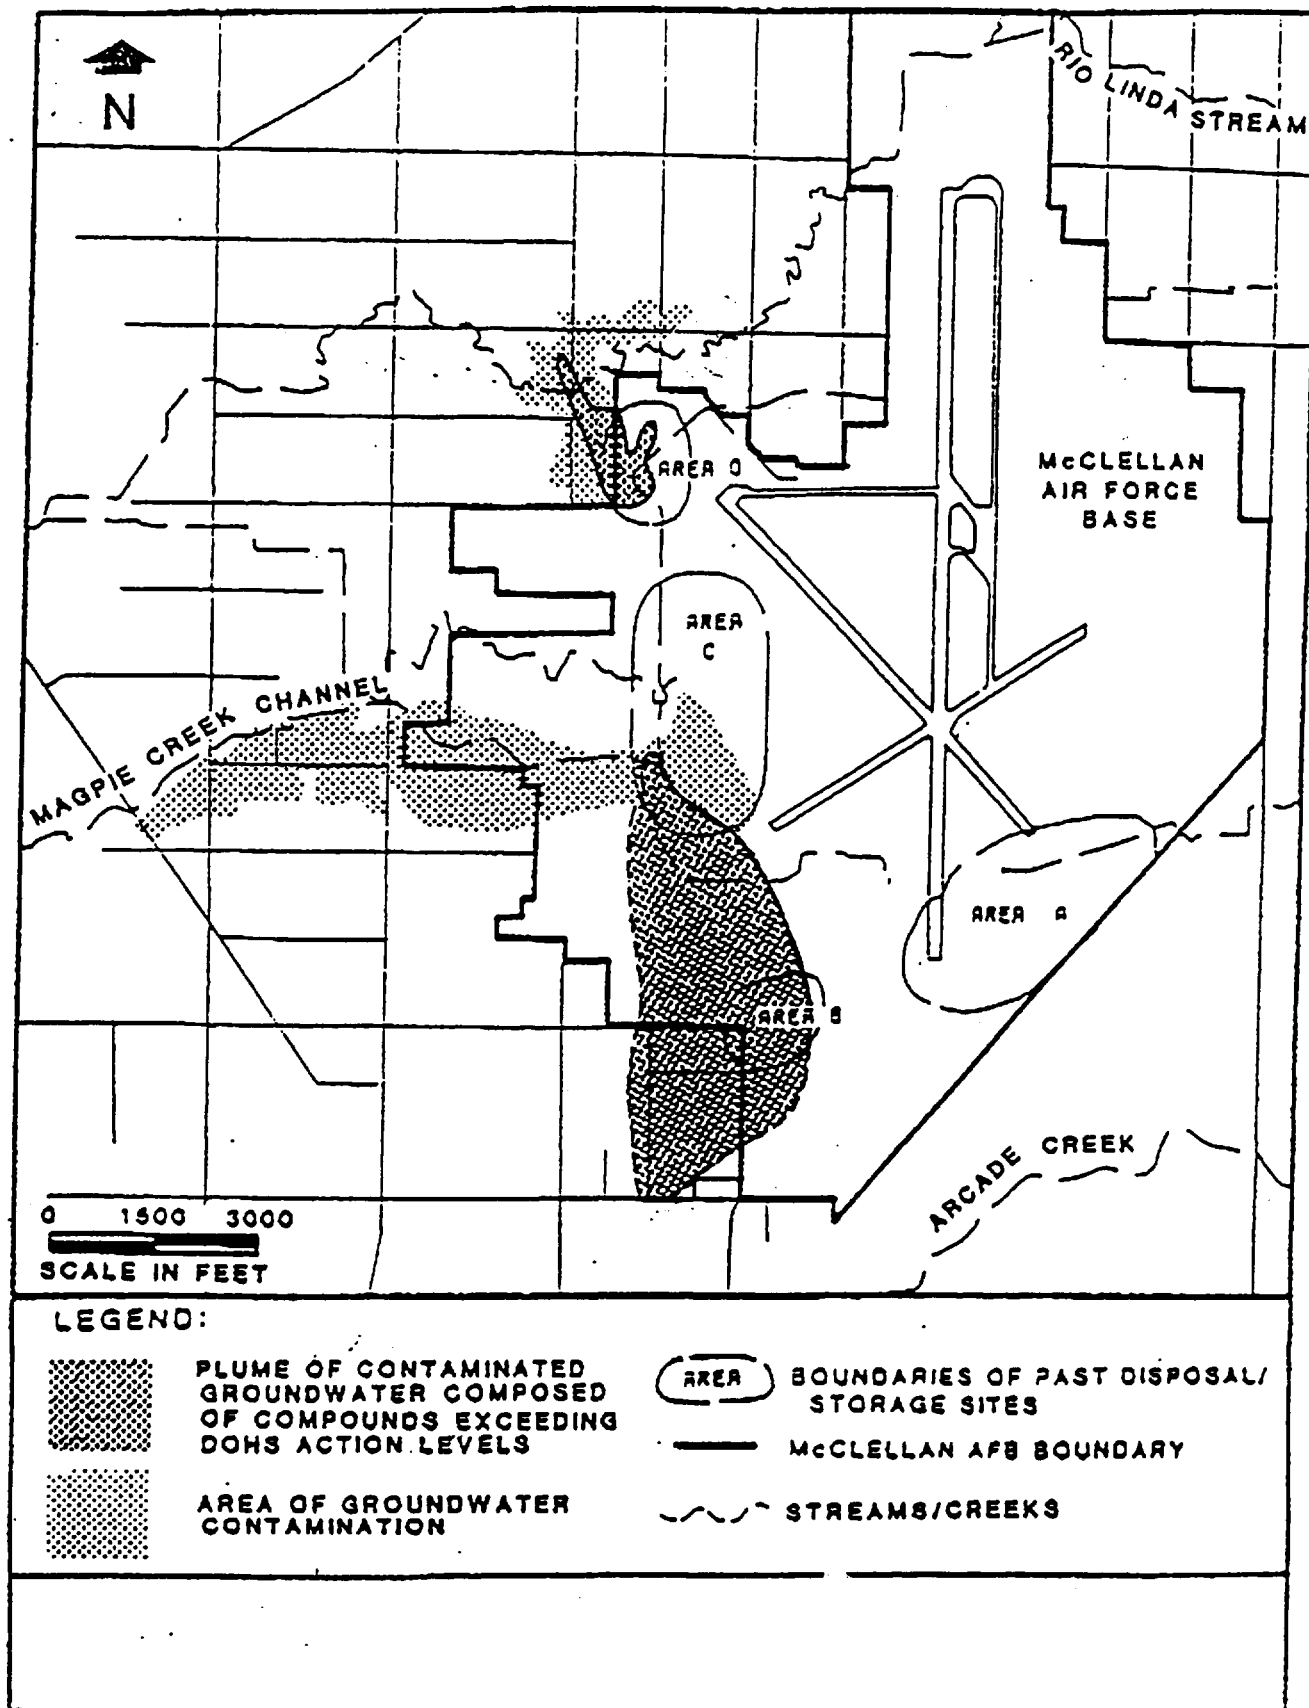 N
RIO LINDA STREAM
AREA D
McCLELLAN
AIR FORCE
BASE
AREA
C
MAGPIE CREEK CHANNEL
AREA A
AREA B
ARCADE CREEK
0 1500 3000
SCALE IN FEET
LEGEND:
PLUME OF CONTAMINATED
GROUNDWATER COMPOSED
OF COMPOUNDS EXCEEDING
DOHS ACTION LEVELS
AREA OF GROUNDWATER
CONTAMINATION
AREA
BOUNDARIES OF PAST DISPOSAL/
STORAGE SITES
McCLELLAN AFB BOUNDARY
STREAMS/CREEKS